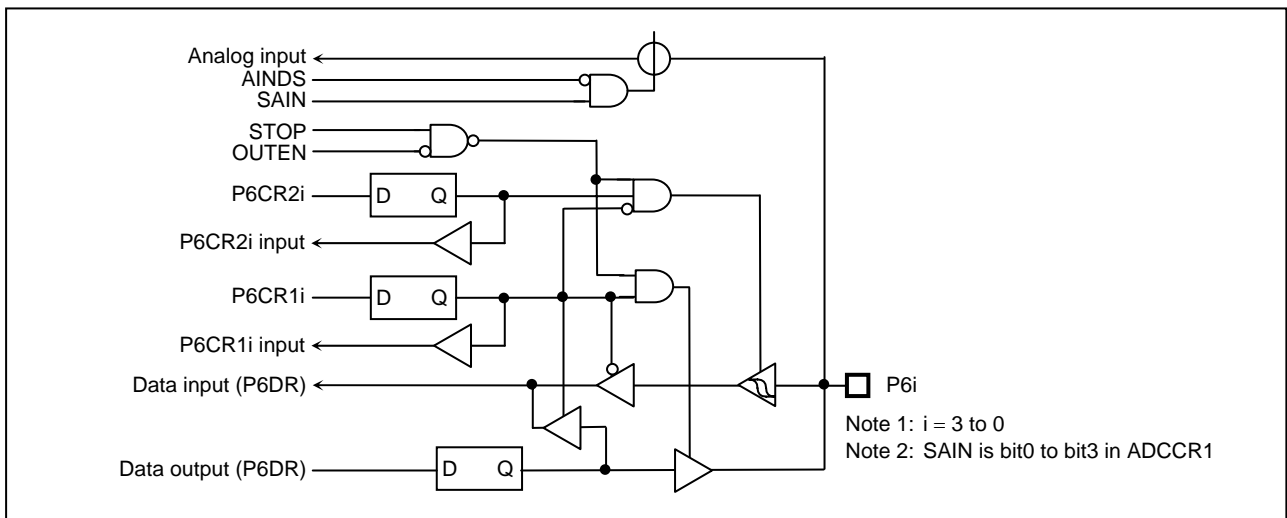 Analog input
AINDS
SAIN
STOP
OUTEN
P6CR2i
D Q
P6CR2i input
P6CR1i
D Q
P6CR1i input
Data input (P6DR)
P6i
Note 1: i = 3 to 0
Note 2: SAIN is bit0 to bit3 in ADCCR1
Data output (P6DR)
D Q